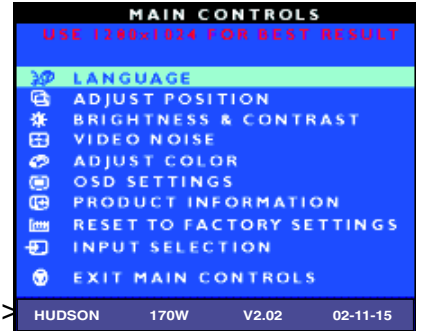 MAIN CONTROLS
USE 1280x1024 FOR BEST RESULT
LANGUAGE
ADJUST POSITION
BRIGHTNESS & CONTRAST
VIDEO NOISE
ADJUST COLOR
OSD SETTINGS
PRODUCT INFORMATION
RESET TO FACTORY SETTINGS
INPUT SELECTION
EXIT MAIN CONTROLS
> HUDSON 170W V2.02 02-11-15